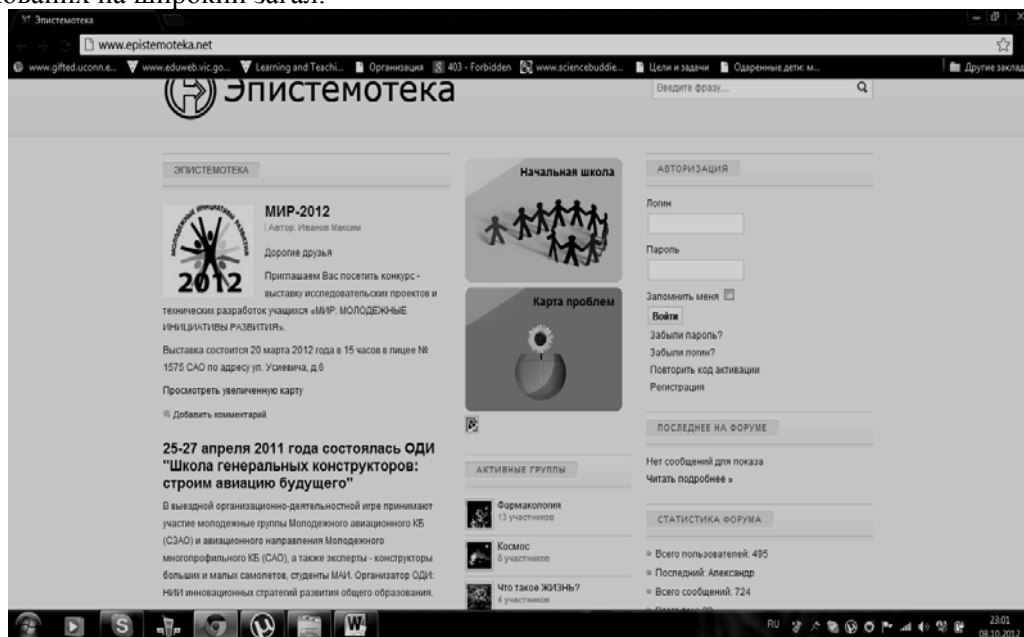 Эпистемотека
www.epistemoteka.net
www.gifted.uconn.e...
www.eduweb.vic.go...
Learning and Teachi...
Организация
403 - Forbidden
www.sciencebuddie...
Цели и задачи
Одаренные дети: м...
Другие заклад
Эпистемотека
Введите фразу....
ЭПИСТЕМОТЕКА
МОЛОДЕЖНЫЕ ИНИЦИАТИВЫ РАЗВИТИЯ
2012
МИР-2012
Автор: Иванов Максим
Дорогие друзья
Приглашаем Вас посетить конкурс -
выставку исследовательских проектов и
технических разработок учащихся «МИР: МОЛОДЕЖНЫЕ
ИНИЦИАТИВЫ РАЗВИТИЯ».
Выставка состоится 20 марта 2012 года в 15 часов в лицее №
1575 САО по адресу ул. Усиевича, д.6
Просмотреть увеличенную карту
Добавить комментарий
25-27 апреля 2011 года состоялась ОДИ
"Школа генеральных конструкторов:
строим авиацию будущего"
В выездной организационно-деятельностной игре принимают
участие молодежные группы Молодежного авиационного КБ
(СЗАО) и авиационного направления Молодежного
многопрофильного КБ (САО), а также эксперты - конструкторы
больших и малых самолетов, студенты МАИ. Организатор ОДИ:
НИИ инновационных стратегий развития общего образования.
Начальная школа
Карта проблем
АКТИВНЫЕ ГРУППЫ
Фармакология
13 участников
Космос
8 участников
Что такое ЖИЗНЬ?
4 участников
АВТОРИЗАЦИЯ
Логин
Пароль
Запомнить меня
Войти
Забыли пароль?
Забыли логин?
Повторить код активации
Регистрация
ПОСЛЕДНЕЕ НА ФОРУМЕ
Нет сообщений для показа
Читать подробнее »
СТАТИСТИКА ФОРУМА
Всего пользователей: 495
Последний: Александр
Всего сообщений: 724
RU
23:01
08.10.2012